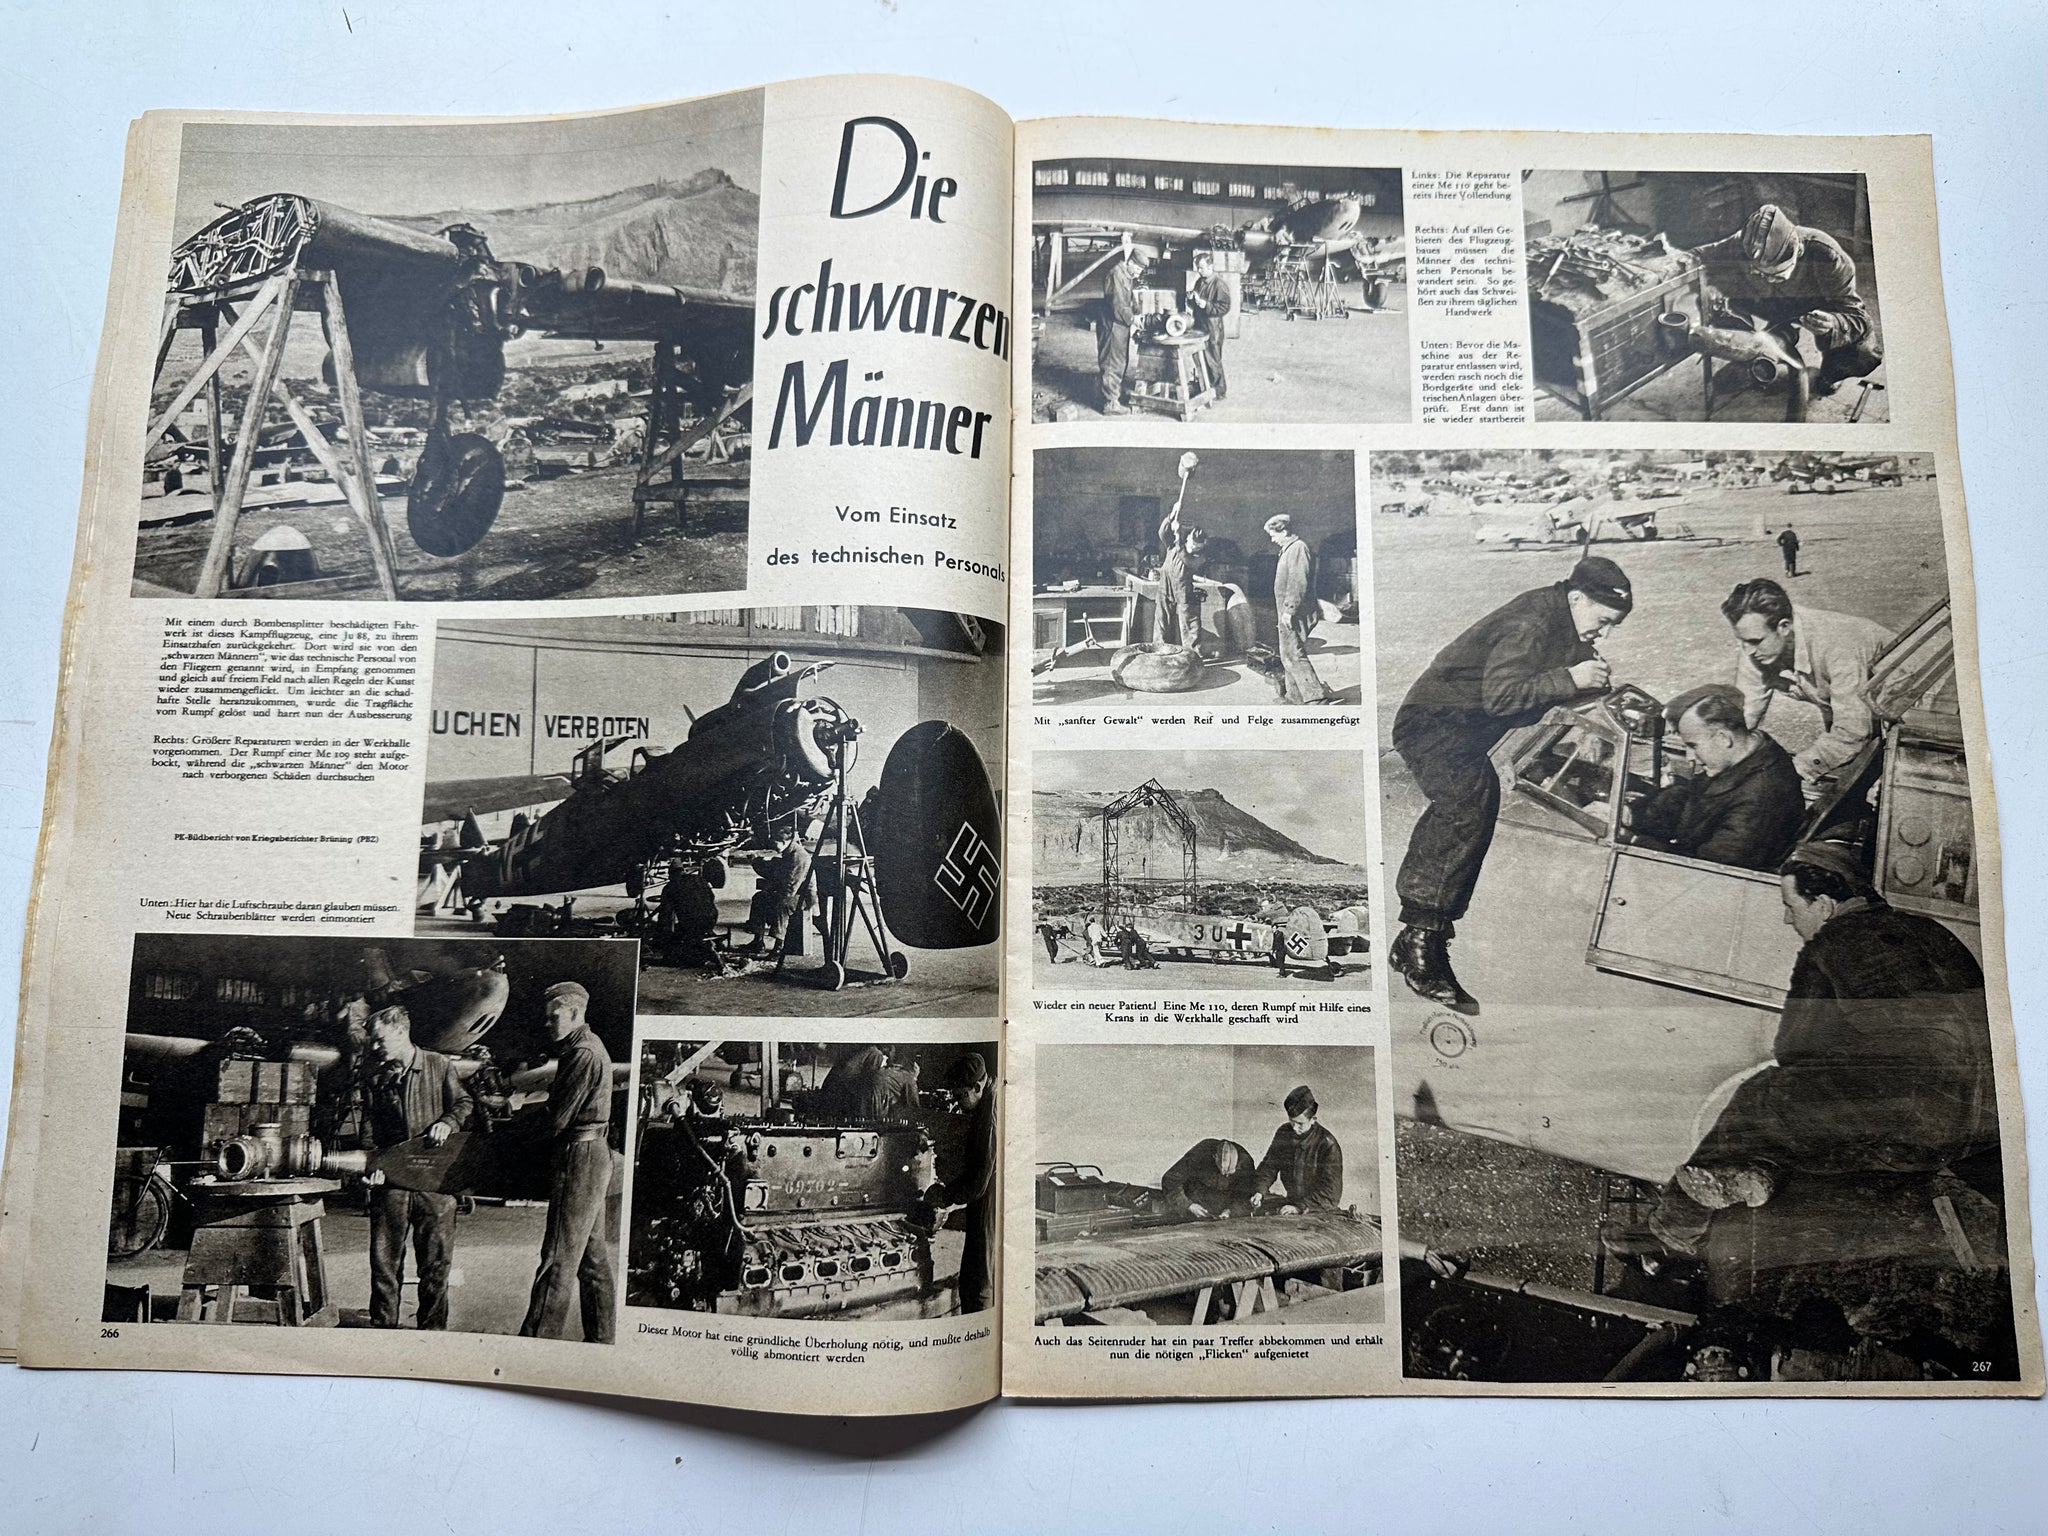 Die
schwarzen
Männer
Vom Einsatz
des technischen Personals
Mit einem durch Bombensplitter beschädigten Fahr-
werk ist dieses Kampfflugzeug, eine Ju 88, zu ihrem
Einsatzhafen zurückgekehrt. Dort wird sie von den
„schwarzen Männern“, wie das technische Personal von
den Fliegern genannt wird, in Empfang genommen
und gleich auf freiem Feld nach allen Regeln der Kunst
wieder zusammengeflickt. Um leichter an die schad-
hafte Stelle heranzukommen, wurde die Tragfläche
vom Rumpf gelöst und harrt nun der Ausbesserung
Rechts: Größere Reparaturen werden in der Werkhalle
vorgenommen. Der Rumpf einer Me 109 steht aufge-
bockt, während die „schwarzen Männer“ den Motor
nach verborgenen Schäden durchsuchen
PK-Bildbericht von Kriegsberichter Brüning (PBZ)
UCHEN VERBOTEN
Unten: Hier hat die Luftschraube daran glauben müssen.
Neue Schraubenblätter werden einmontiert
-69702-
Dieser Motor hat eine gründliche Überholung nötig, und mußte deshalb
völlig abmontiert werden
266
Links: Die Reparatur
einer Me 110 geht be-
reits ihrer Vollendung
Rechts: Auf allen Ge-
bieten des Flugzeug-
baues müssen die
Männer des techni-
schen Personals be-
wandert sein. So ge-
hört auch das Schwei-
ßen zu ihrem täglichen
Handwerk
Unten: Bevor die Ma-
schine aus der Re-
paratur entlassen wird,
werden rasch noch die
Bordgeräte und elek-
trischen Anlagen über-
prüft. Erst dann ist
sie wieder startbereit
Mit „sanfter Gewalt“ werden Reif und Felge zusammengefügt
3U Y
Wieder ein neuer Patient! Eine Me 110, deren Rumpf mit Hilfe eines
Krans in die Werkhalle geschafft wird
3
Auch das Seitenruder hat ein paar Treffer abbekommen und erhält
nun die nötigen „Flicken“ aufgenietet
267